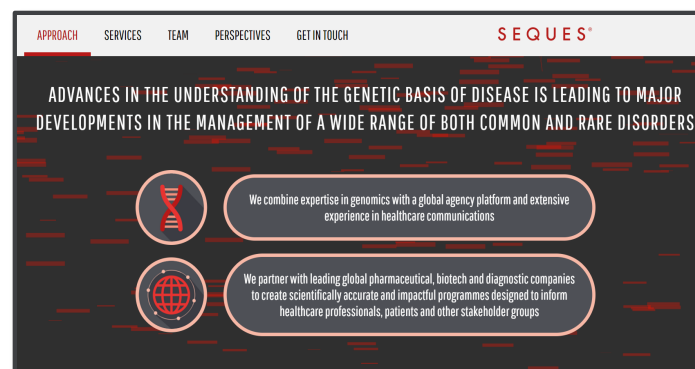 APPROACH SERVICES TEAM PERSPECTIVES GET IN TOUCH SEQUES®
ADVANCES IN THE UNDERSTANDING OF THE GENETIC BASIS OF DISEASE IS LEADING TO MAJOR
DEVELOPMENTS IN THE MANAGEMENT OF A WIDE RANGE OF BOTH COMMON AND RARE DISORDERS
We combine expertise in genomics with a global agency platform and extensive
experience in healthcare communications
We partner with leading global pharmaceutical, biotech and diagnostic companies
to create scientifically accurate and impactful programmes designed to inform
healthcare professionals, patients and other stakeholder groups